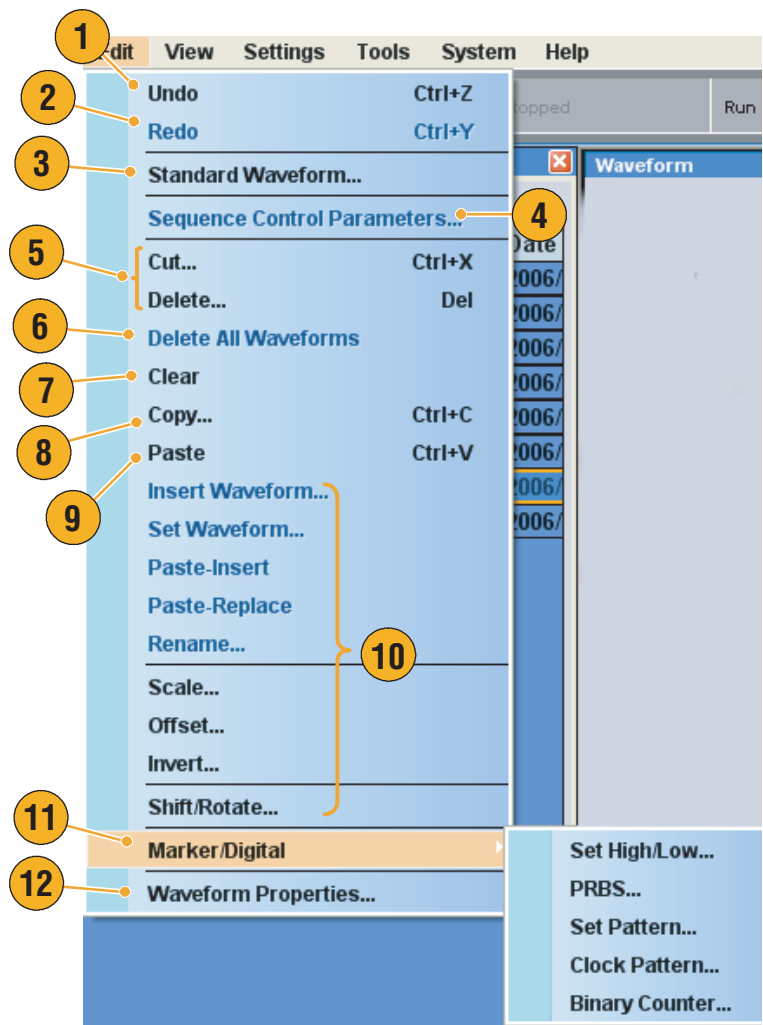 1
Edit View Settings Tools System Help
Undo Ctrl+Z
2
Redo Ctrl+Y
Run
3
Standard Waveform...
Waveform
Sequence Control Parameters...
4
5
Cut... Ctrl+X
Date
2006/
Delete... Del
2006/
6
Delete All Waveforms
2006/
7
Clear
2006/
8
Copy... Ctrl+C
2006/
9
Paste Ctrl+V
2006/
Insert Waveform...
2006/
Set Waveform...
2006/
Paste-Insert
Paste-Replace
Rename...
10
Scale...
Offset...
Invert...
Shift/Rotate...
11
Marker/Digital
Set High/Low...
12
Waveform Properties...
PRBS...
Set Pattern...
Clock Pattern...
Binary Counter...